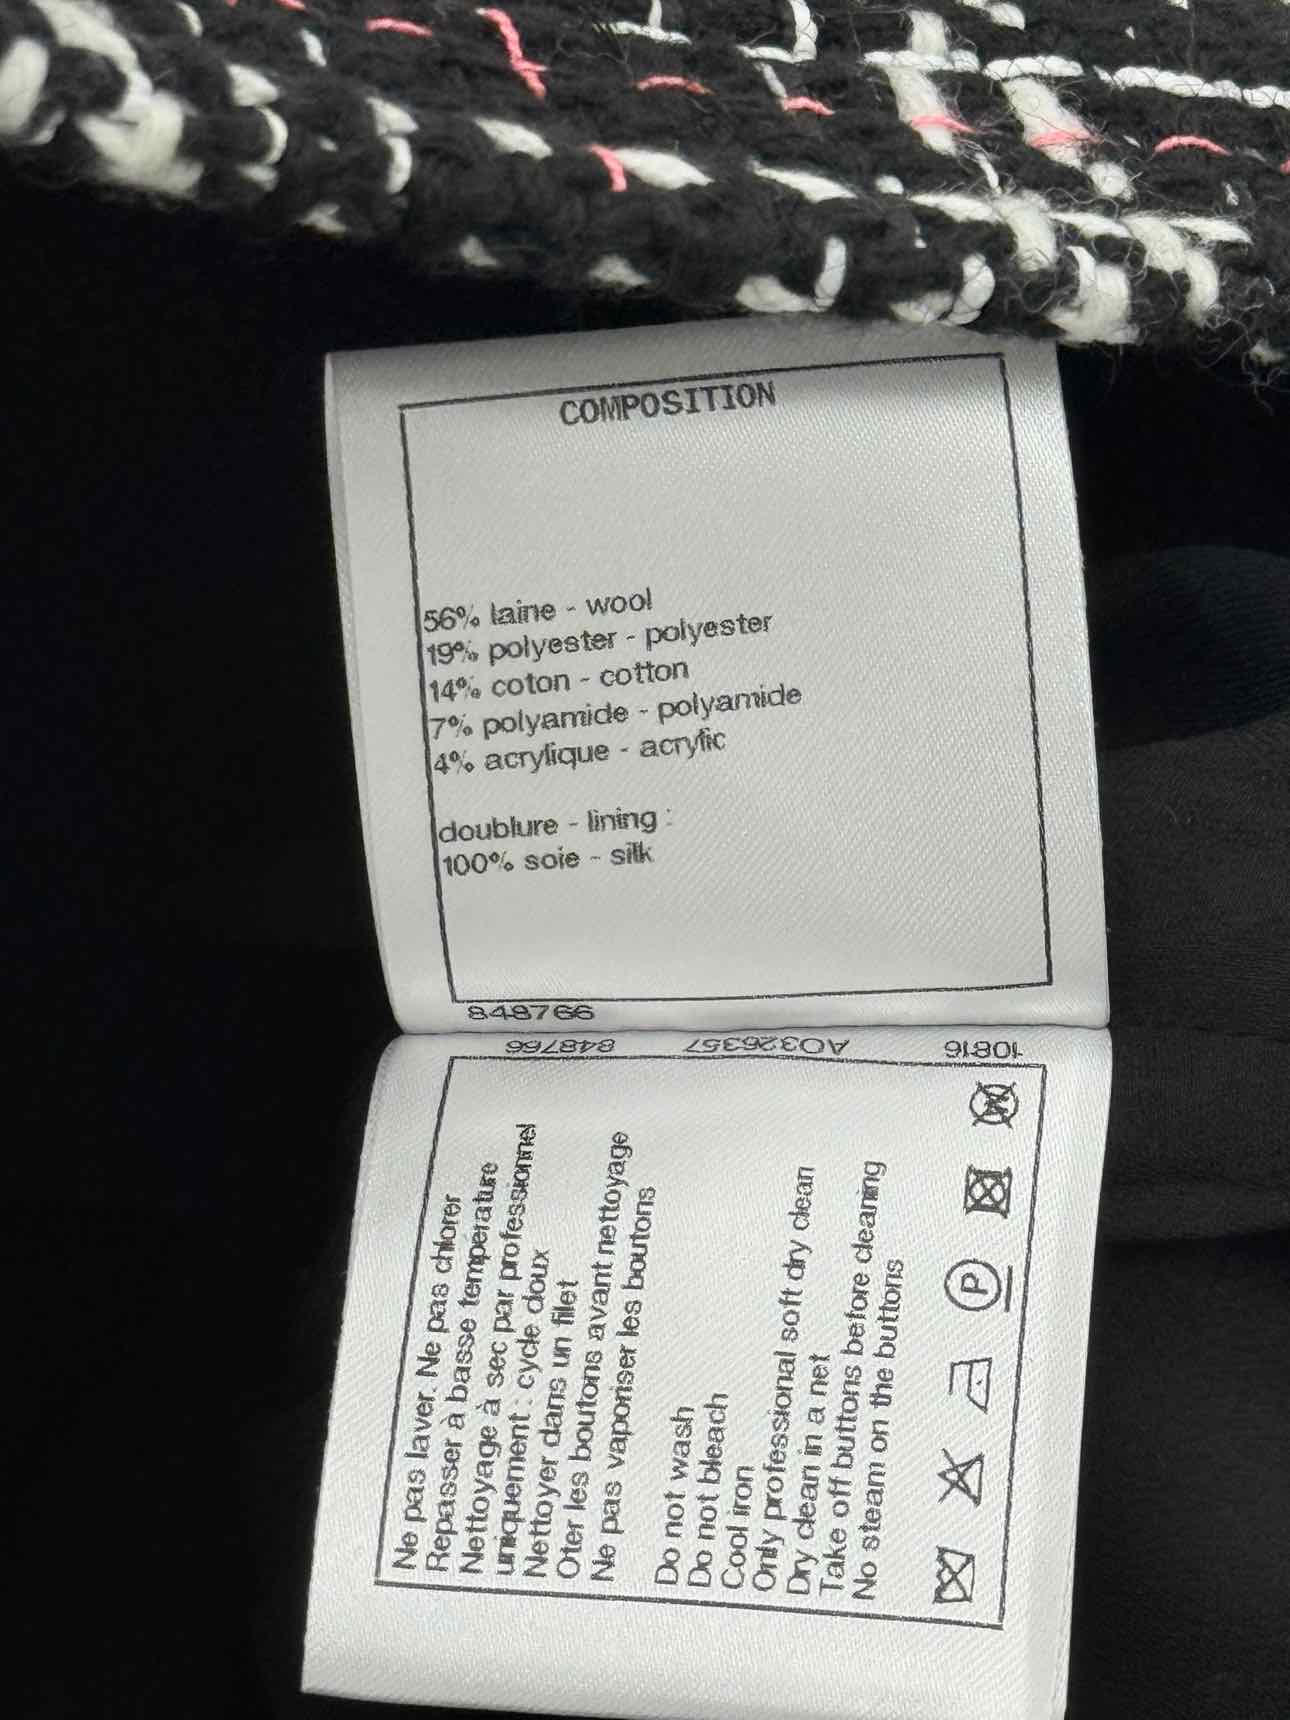 COMPOSITION
56% laine - wool
19% polyester - polyester
14% coton - cotton
7% polyamide - polyamide
4% acrylique - acrylic
doublure - lining :
100% soie - silk
848766
10816 AO326357 848766
Ne pas laver. Ne pas chlorer
Repasser à basse température
Nettoyage à sec par professionnel
uniquement : cycle doux
Nettoyer dans un filet
Oter les boutons avant nettoyage
Ne pas vaporiser les boutons
Do not wash
Do not bleach
Cool iron
Only professional soft dry clean
Dry clean in a net
Take off buttons before cleaning
No steam on the buttons
P
W